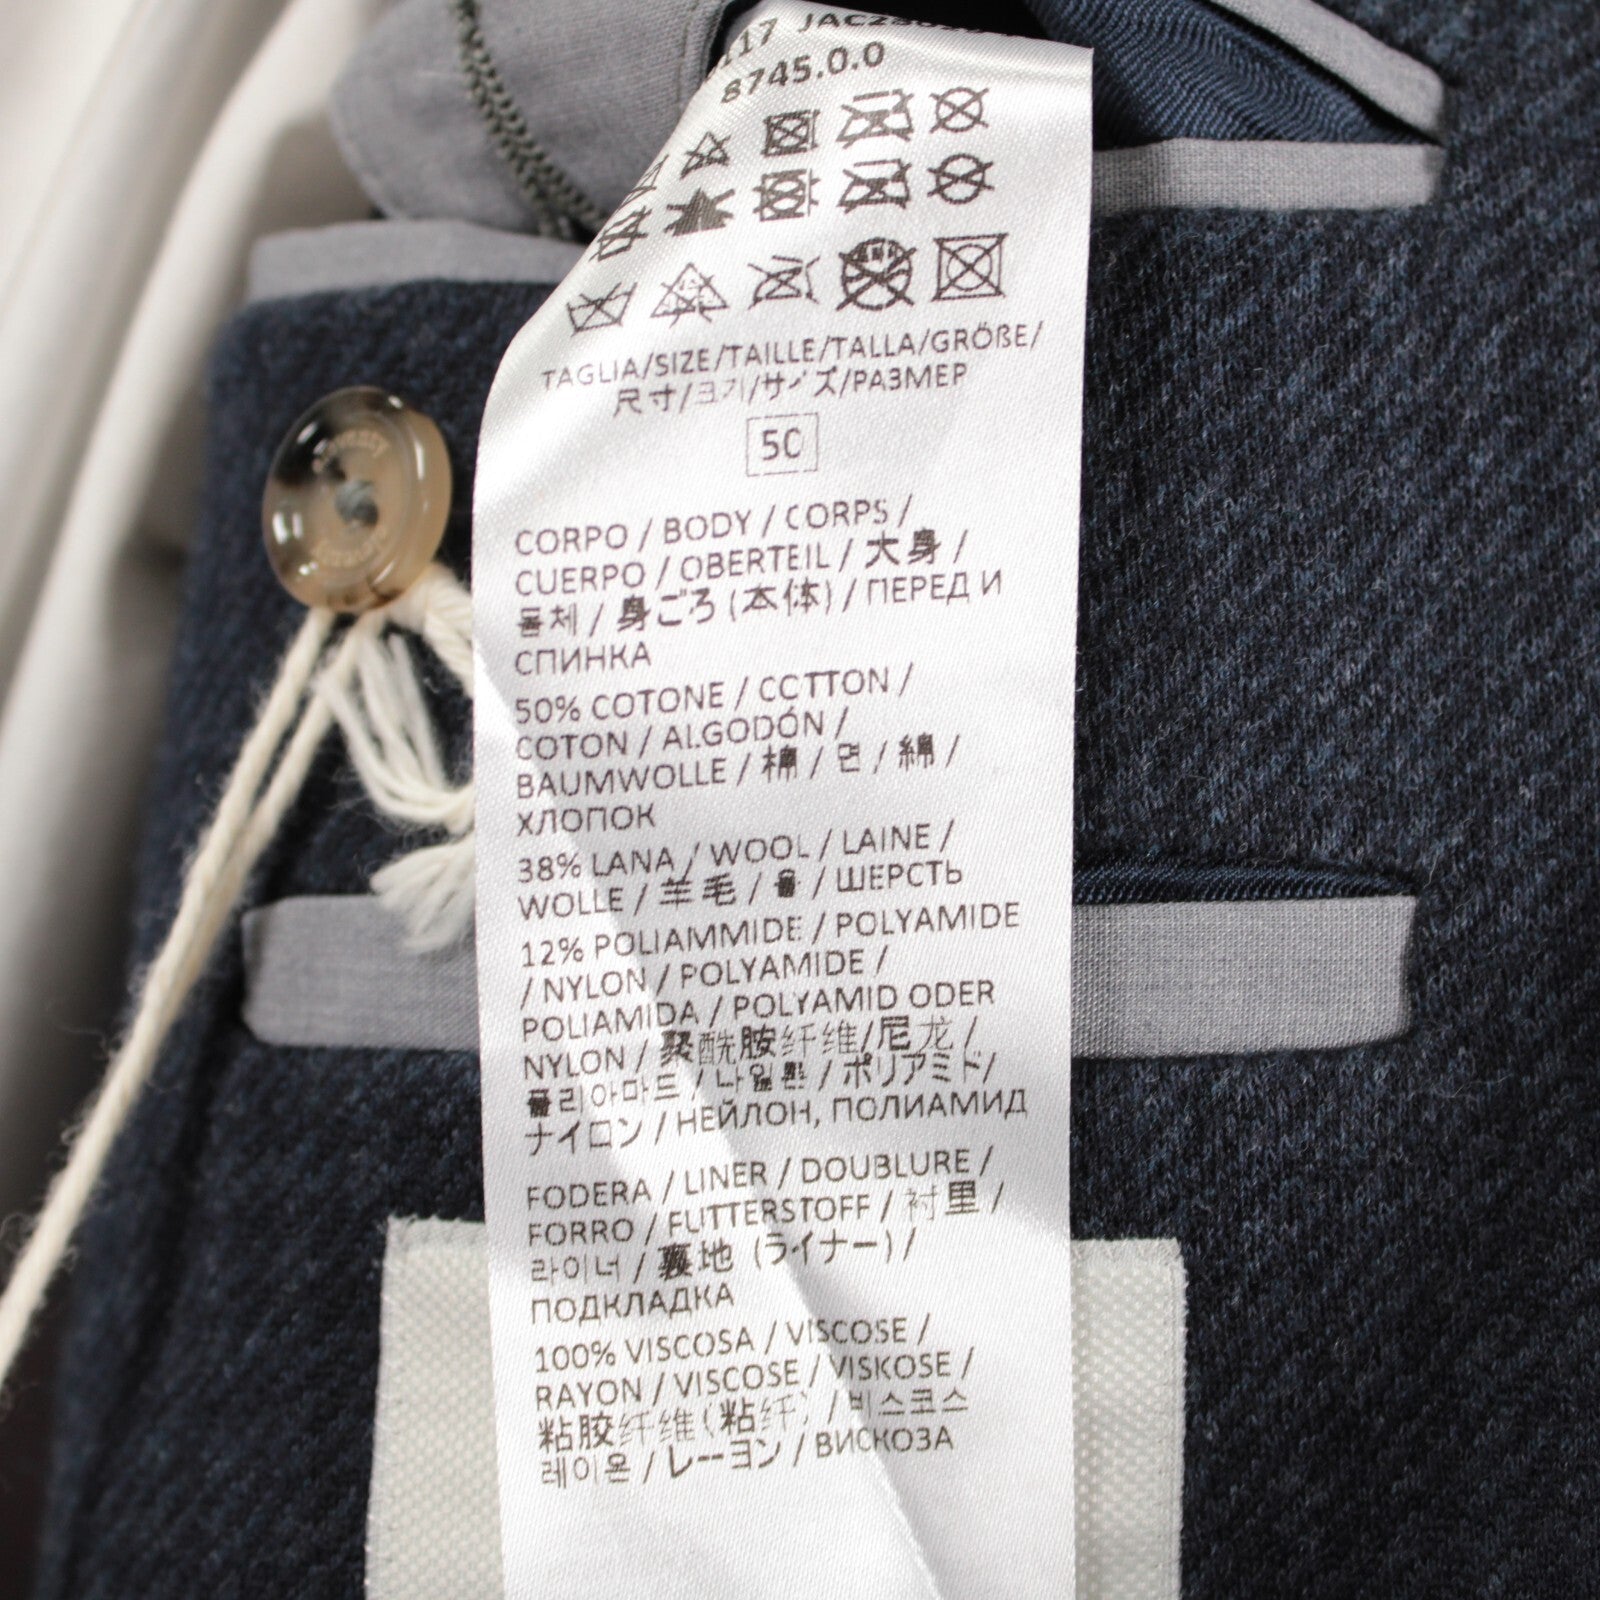 8745.0.0
TAGLIA/SIZE/TAILLE/TALLA/GRÖßE/
尺寸/크기/サイズ/РАЗМЕР
50
CORPO / BODY / CORPS /
CUERPO / OBERTEIL / 大身 /
몸체 / 身ごろ (本体) / ПЕРЕД И
СПИНКА
50% COTONE / COTTON /
COTON / ALGODÓN /
BAUMWOLLE / 棉 / 면 / 綿 /
ХЛОПОК
38% LANA / WOOL / LAINE /
WOLLE / 羊毛 / 울 / ШЕРСТЬ
12% POLIAMMIDE / POLYAMIDE
/ NYLON / POLYAMIDE /
POLIAMIDA / POLYAMID ODER
NYLON / 聚酰胺纤维/尼龙 /
폴리아마드 / 나일론 / ポリアミド/
ナイロン / НЕЙЛОН, ПОЛИАМИД
FODERA / LINER / DOUBLURE /
FORRO / FUTTERSTOFF / 衬里 /
라이너 / 裏地 (ライナー) /
ПОДКЛАДКА
100% VISCOSA / VISCOSE /
RAYON / VISCOSE / VISKOSE /
粘胶纤维(粘纤) / 비스코스
레이온 / レーヨン / ВИСКОЗА